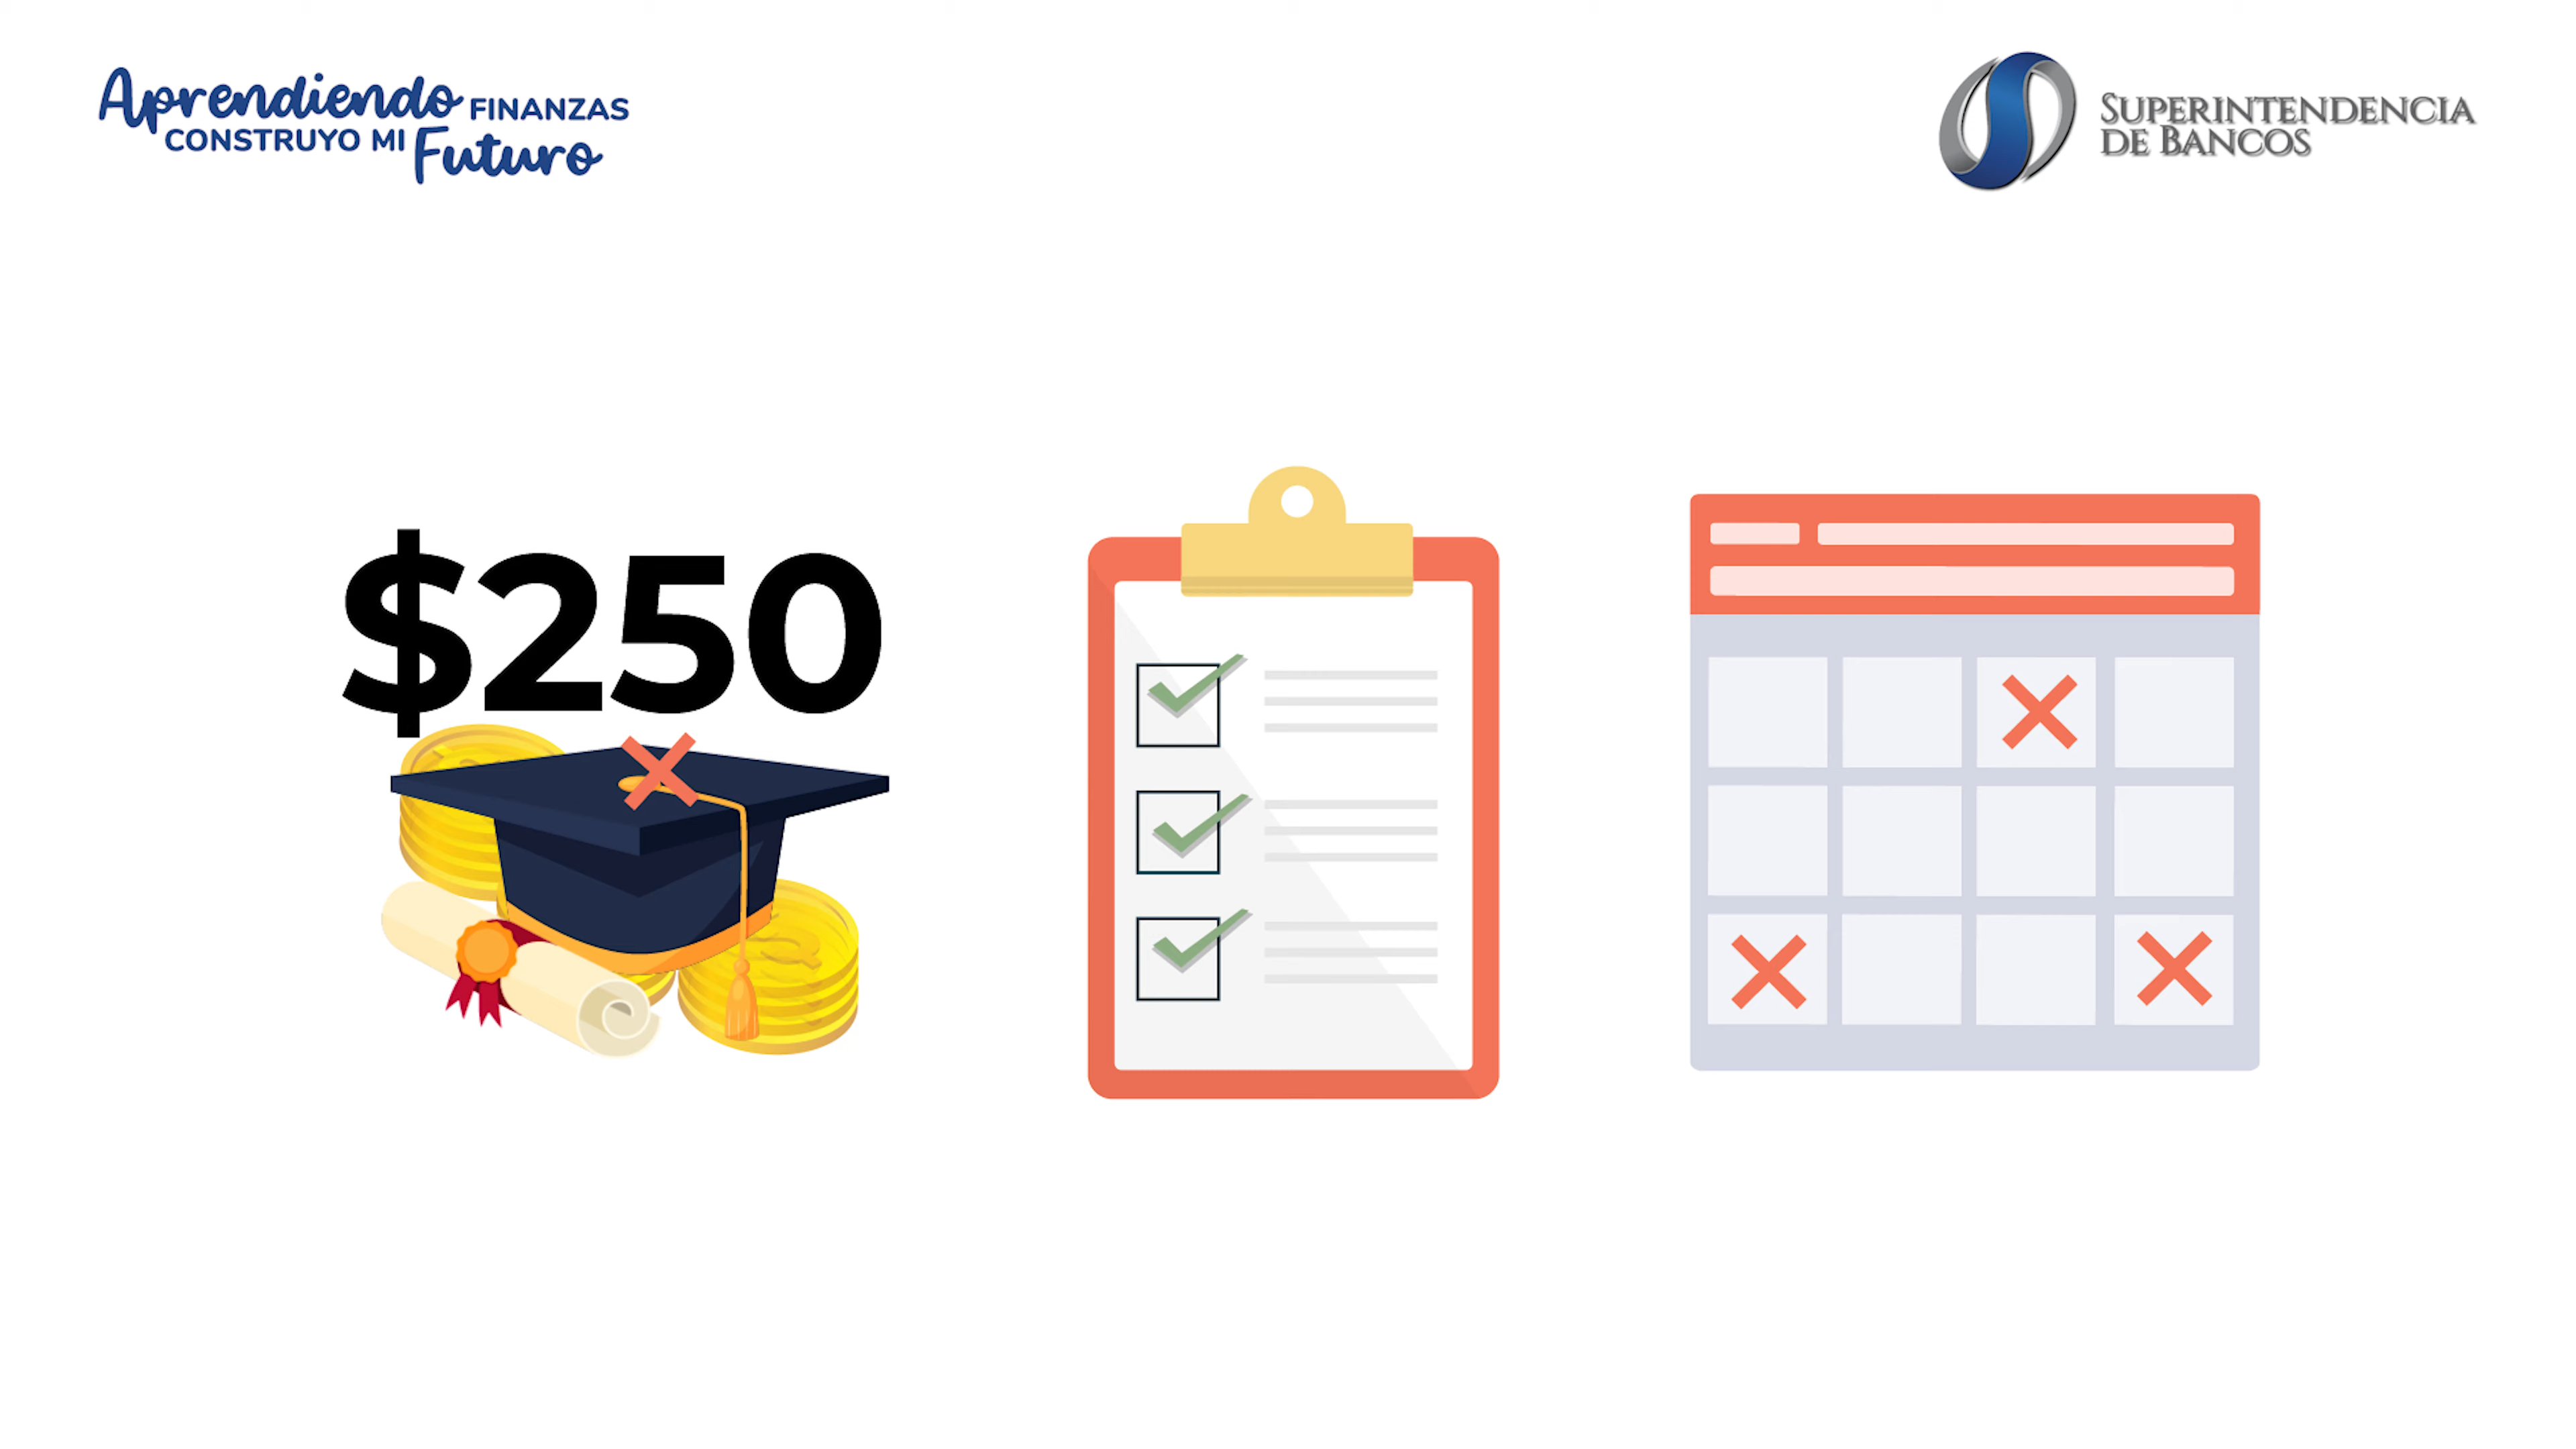 Aprendiendo FINANZAS
CONSTRUYO MI Futuro
SUPERINTENDENCIA
DE BANCOS
$250